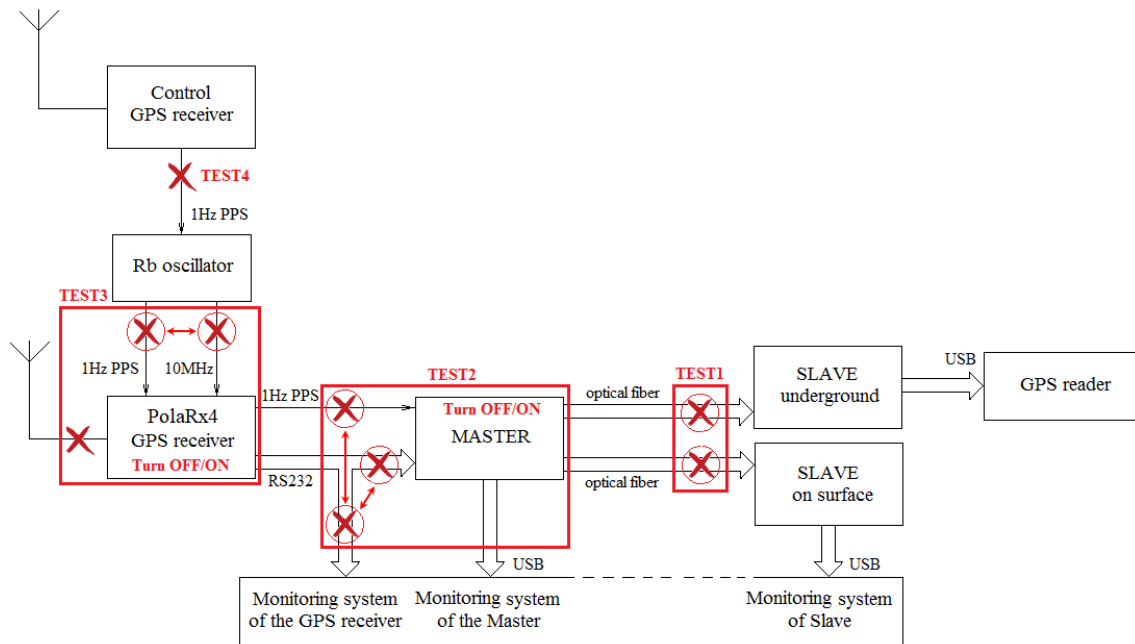 Control
GPS receiver
TEST4
1Hz PPS
Rb oscillator
TEST3
1Hz PPS
10MHz
PolaRx4
GPS receiver
Turn OFF/ON
1Hz PPS
RS232
TEST2
Turn OFF/ON
MASTER
optical fiber
optical fiber
TEST1
SLAVE
underground
USB
GPS reader
SLAVE
on surface
USB
USB
Monitoring system
of the GPS receiver
Monitoring system
of the Master
Monitoring system
of Slave